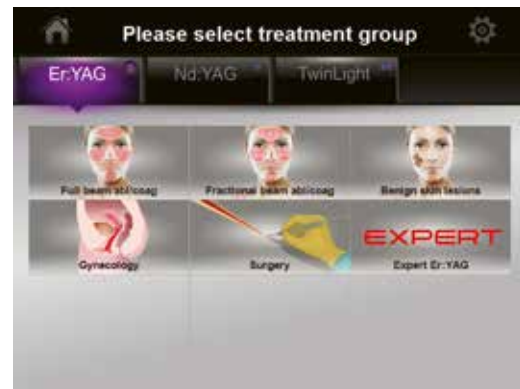 Please select treatment group
Er:YAG
Nd:YAG
TwinLight
Full beam abl/coag
Fractional beam abl/coag
Benign skin lesions
Gynecology
Surgery
EXPERT
Expert Er:YAG